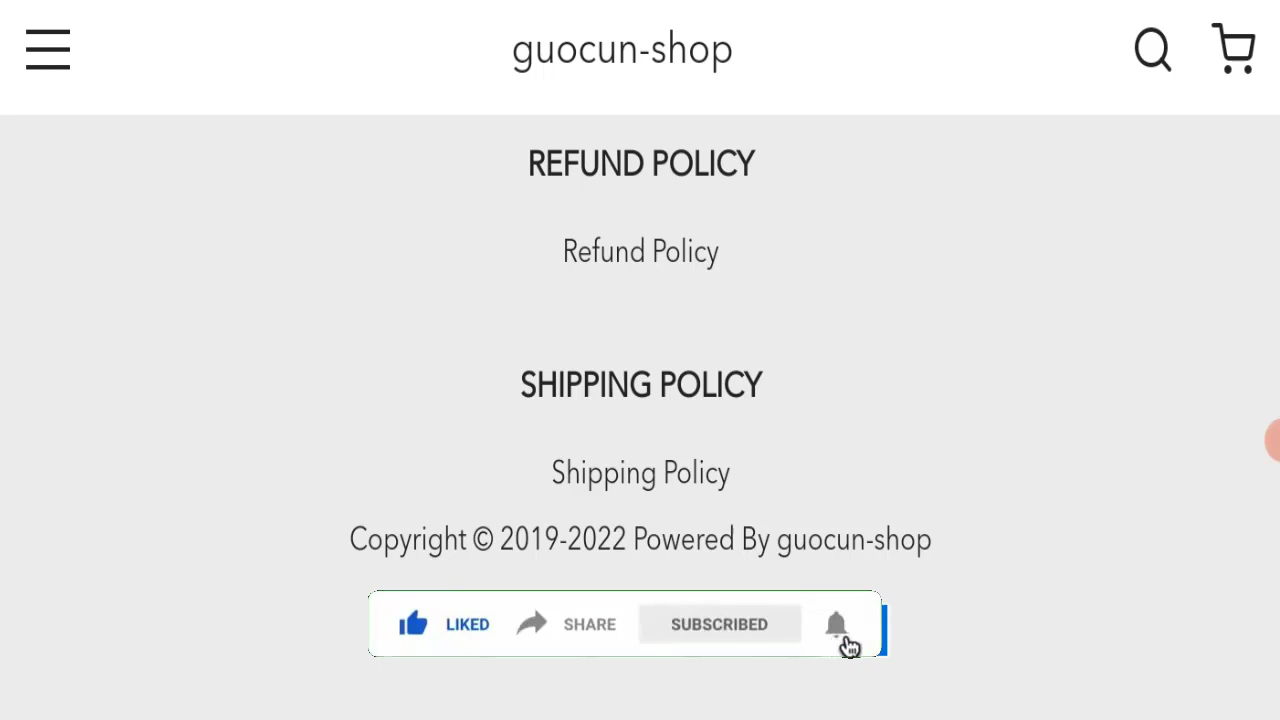 guocun-shop
REFUND POLICY
Refund Policy
SHIPPING POLICY
Shipping Policy
Copyright © 2019-2022 Powered By guocun-shop
LIKED SHARE SUBSCRIBED